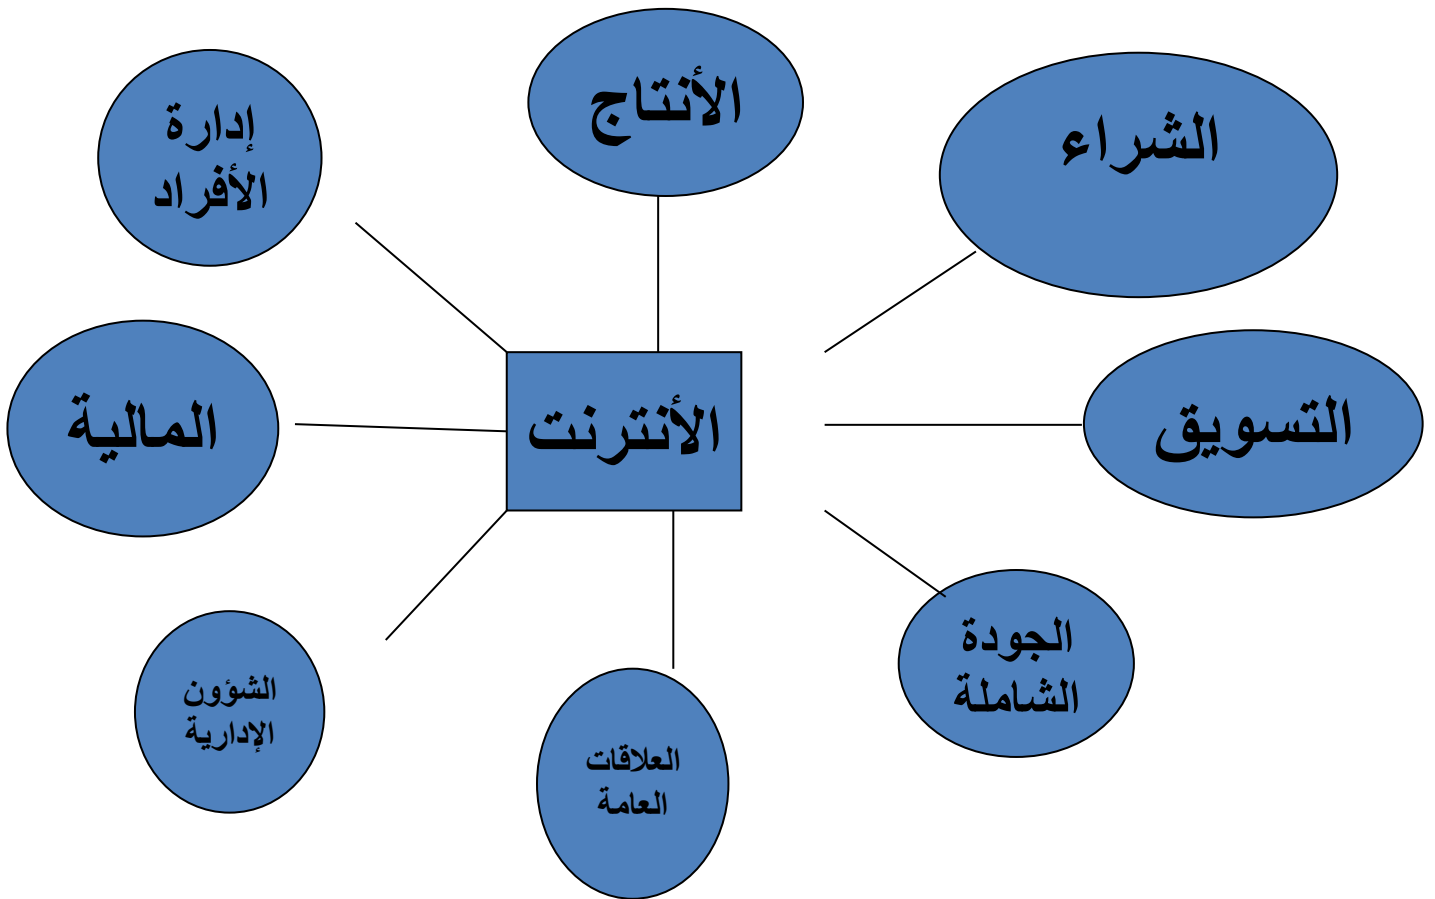 الأنتاج
الشراء
إدارة
الأفراد
التسويق
الأنترنت
المالية
الجودة
الشاملة
الشؤون
الإدارية
العلاقات
العامة